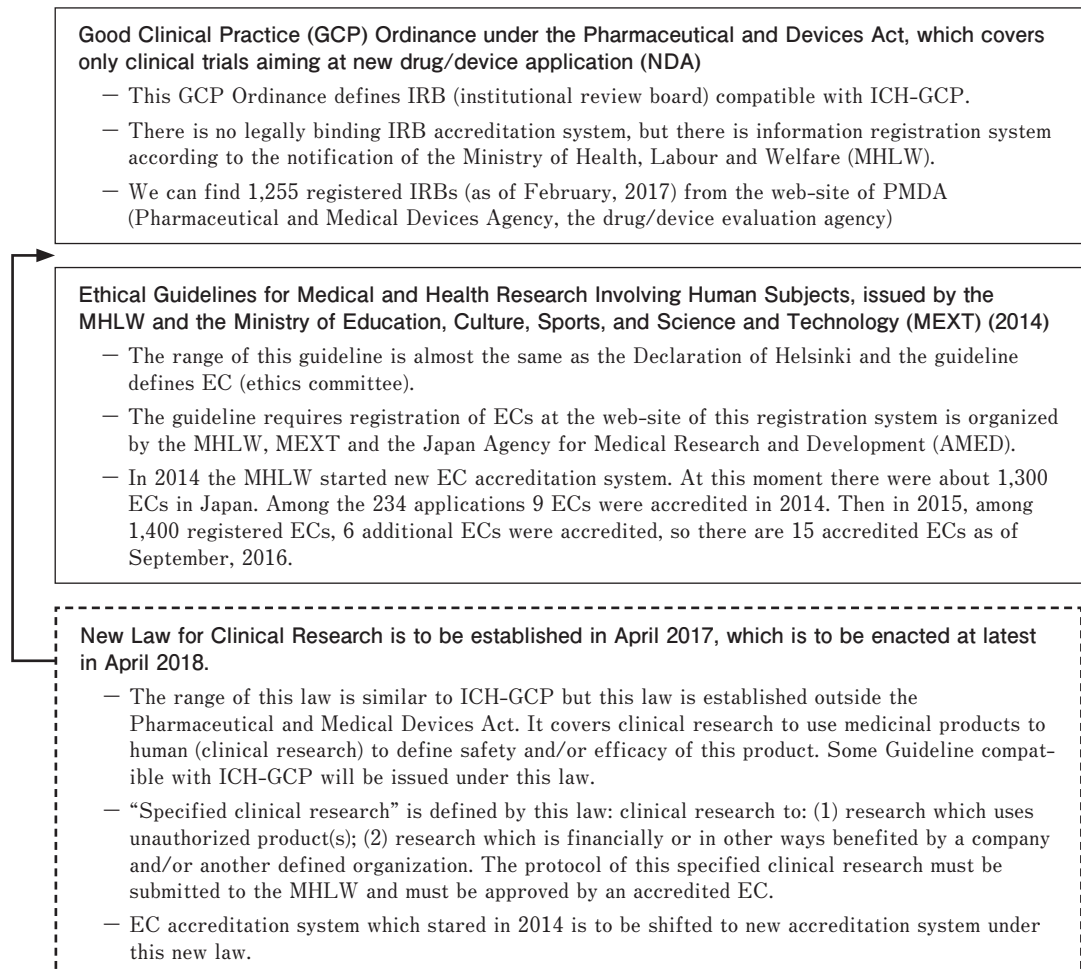 Good Clinical Practice (GCP) Ordinance under the Pharmaceutical and Devices Act, which covers
only clinical trials aiming at new drug/device application (NDA)
— This GCP Ordinance defines IRB (institutional review board) compatible with ICH-GCP.
— There is no legally binding IRB accreditation system, but there is information registration system
according to the notification of the Ministry of Health, Labour and Welfare (MHLW).
— We can find 1,255 registered IRBs (as of February, 2017) from the web-site of PMDA
(Pharmaceutical and Medical Devices Agency, the drug/device evaluation agency)
Ethical Guidelines for Medical and Health Research Involving Human Subjects, issued by the
MHLW and the Ministry of Education, Culture, Sports, and Science and Technology (MEXT) (2014)
— The range of this guideline is almost the same as the Declaration of Helsinki and the guideline
defines EC (ethics committee).
— The guideline requires registration of ECs at the web-site of this registration system is organized
by the MHLW, MEXT and the Japan Agency for Medical Research and Development (AMED).
— In 2014 the MHLW started new EC accreditation system. At this moment there were about 1,300
ECs in Japan. Among the 234 applications 9 ECs were accredited in 2014. Then in 2015, among
1,400 registered ECs, 6 additional ECs were accredited, so there are 15 accredited ECs as of
September, 2016.
New Law for Clinical Research is to be established in April 2017, which is to be enacted at latest
in April 2018.
— The range of this law is similar to ICH-GCP but this law is established outside the
Pharmaceutical and Medical Devices Act. It covers clinical research to use medicinal products to
human (clinical research) to define safety and/or efficacy of this product. Some Guideline compat-
ible with ICH-GCP will be issued under this law.
— “Specified clinical research” is defined by this law: clinical research to: (1) research which uses
unauthorized product(s); (2) research which is financially or in other ways benefited by a company
and/or another defined organization. The protocol of this specified clinical research must be
submitted to the MHLW and must be approved by an accredited EC.
— EC accreditation system which stared in 2014 is to be shifted to new accreditation system under
this new law.